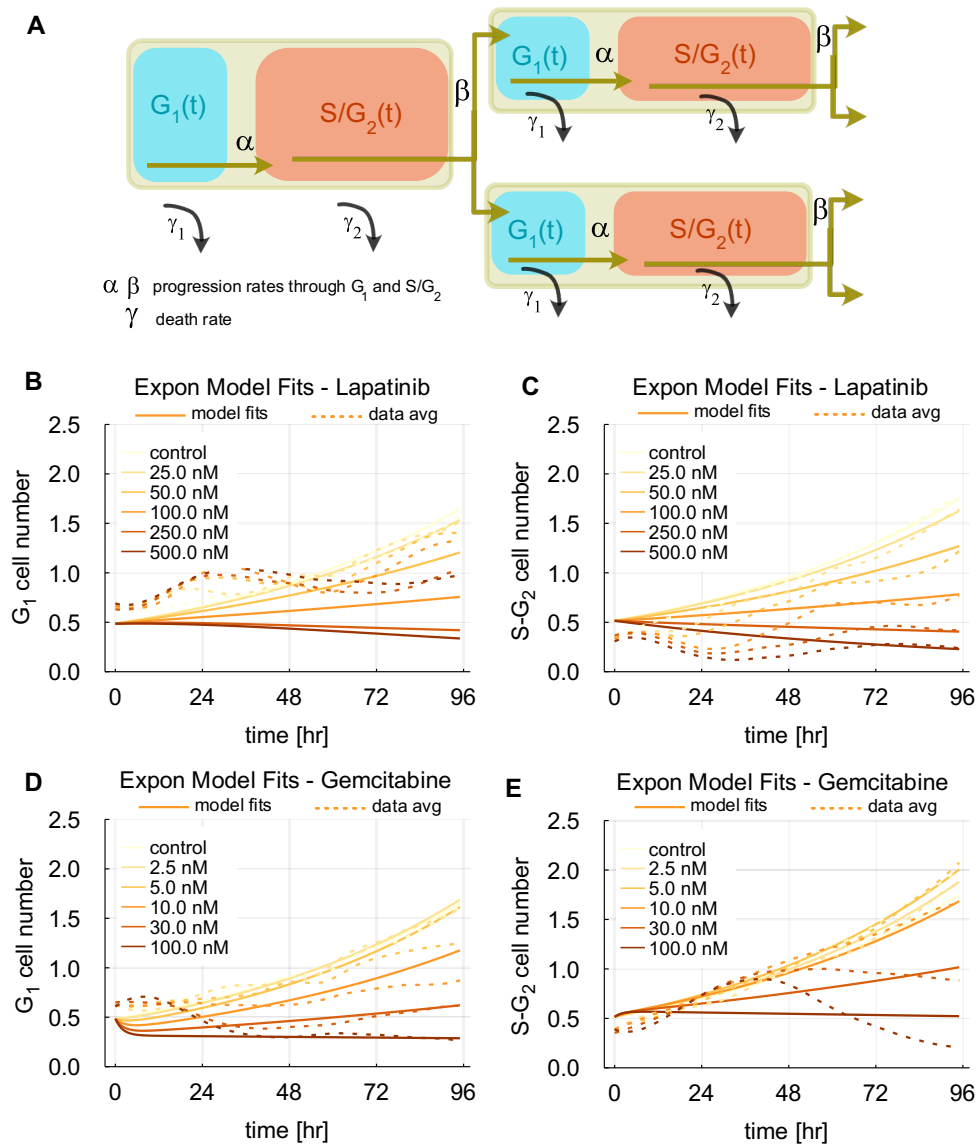 A
G1(t)
α
S/G2(t)
β
γ1
γ2
G1(t)
α
S/G2(t)
β
γ1
γ2
G1(t)
α
S/G2(t)
β
γ1
γ2
α β progression rates through G1 and S/G2
γ death rate
B
Expon Model Fits - Lapatinib
model fits
data avg
G1 cell number
2.5
2.0
1.5
1.0
0.5
0.0
control
25.0 nM
50.0 nM
100.0 nM
250.0 nM
500.0 nM
0 24 48 72 96
time [hr]
C
Expon Model Fits - Lapatinib
model fits
data avg
S-G2 cell number
2.5
2.0
1.5
1.0
0.5
0.0
control
25.0 nM
50.0 nM
100.0 nM
250.0 nM
500.0 nM
0 24 48 72 96
time [hr]
D
Expon Model Fits - Gemcitabine
model fits
data avg
G1 cell number
2.5
2.0
1.5
1.0
0.5
0.0
control
2.5 nM
5.0 nM
10.0 nM
30.0 nM
100.0 nM
0 24 48 72 96
time [hr]
E
Expon Model Fits - Gemcitabine
model fits
data avg
S-G2 cell number
2.5
2.0
1.5
1.0
0.5
0.0
control
2.5 nM
5.0 nM
10.0 nM
30.0 nM
100.0 nM
0 24 48 72 96
time [hr]